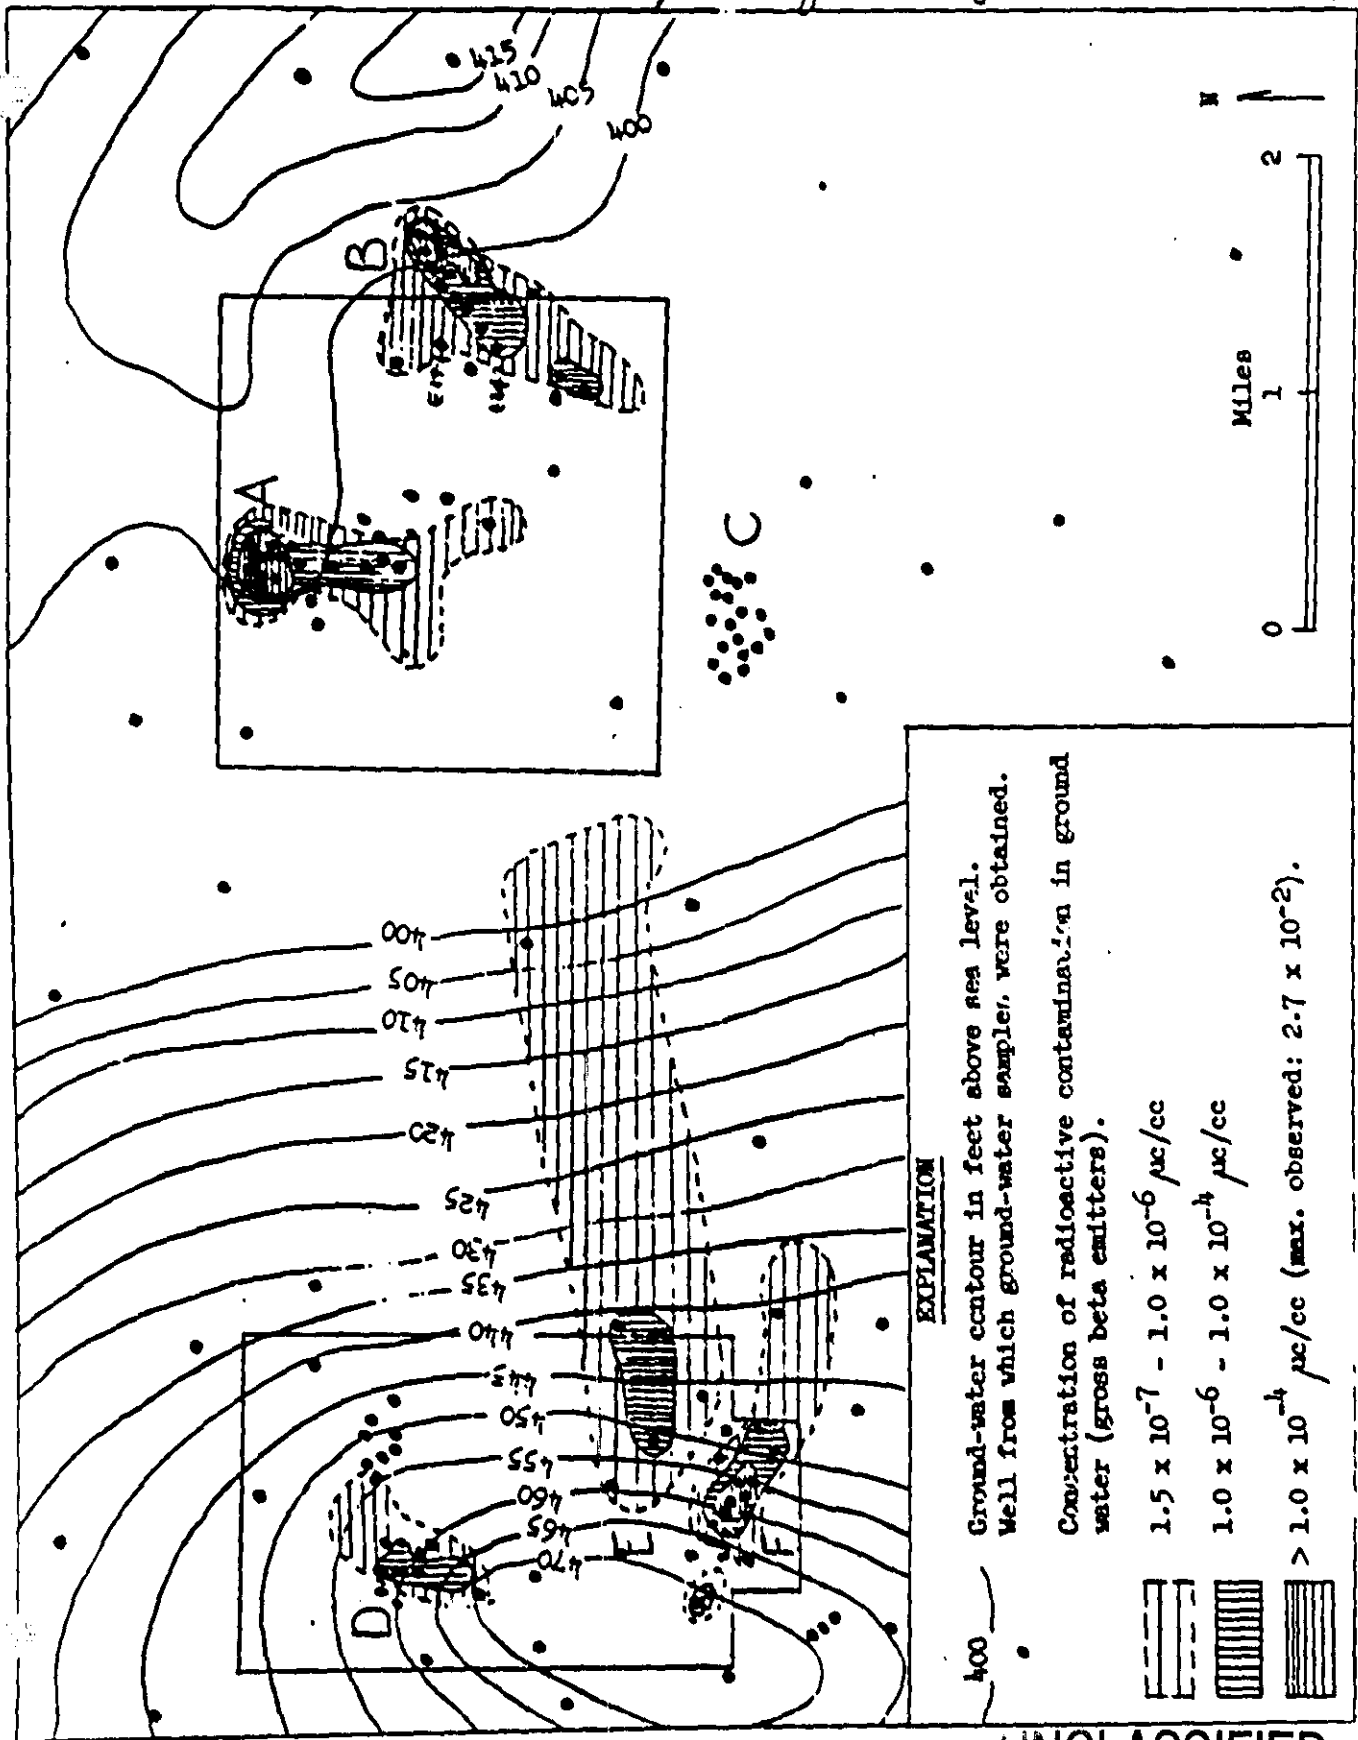 415
410
405
400
B
A
C
400
405
410
415
420
425
430
435
440
445
450
455
460
465
470
D
E
F
N
Miles
0 1 2
EXPLANATION
400 Ground-water contour in feet above sea level.
Well from which ground-water samples were obtained.
Concentration of radioactive contamination in ground
water (gross beta emitters).
1.5 x 10⁻⁷ - 1.0 x 10⁻⁶ μc/cc
1.0 x 10⁻⁶ - 1.0 x 10⁻⁴ μc/cc
> 1.0 x 10⁻⁴ μc/cc (max. observed: 2.7 x 10⁻²).